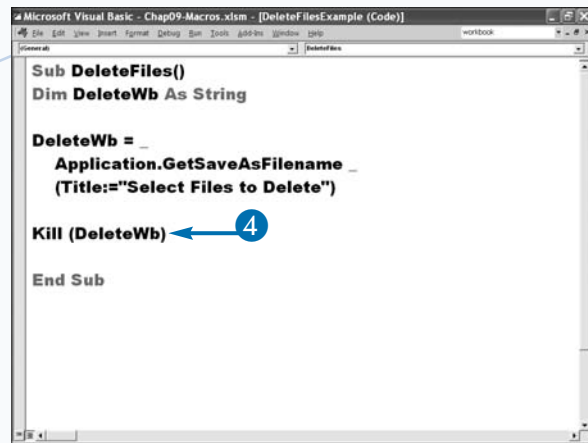 Microsoft Visual Basic - Chap09-Macros.xlsm - [DeleteFilesExample (Code)]
File Edit View Insert Format Debug Run Tools Add-Ins Window Help workbook
(General) DeleteFiles
Sub DeleteFiles()
Dim DeleteWb As String
DeleteWb = _
Application.GetSaveAsFilename _
(Title:="Select Files to Delete")
Kill (DeleteWb) 4
End Sub